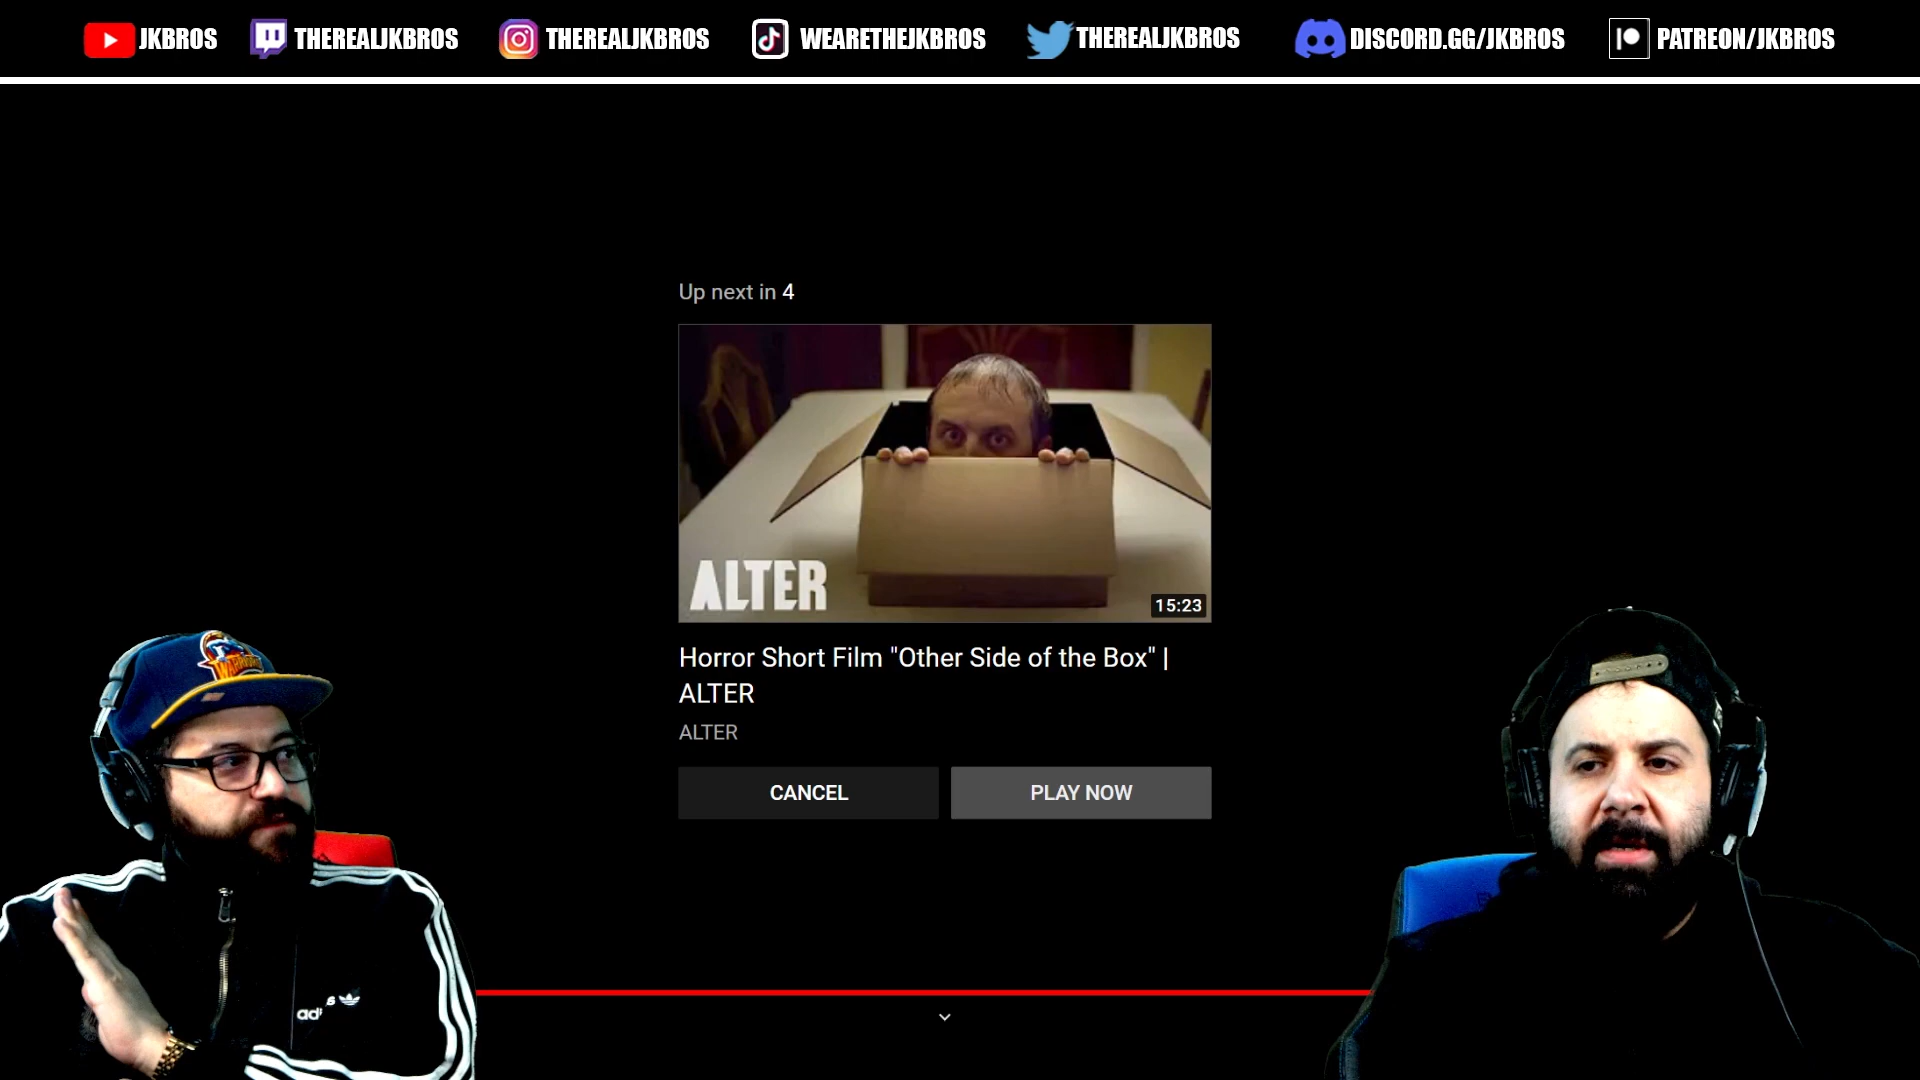 JKBROS THEREALJKBROS THEREALJKBROS WEARETHEJKBROS THEREALJKBROS DISCORD.GG/JKBROS PATREON/JKBROS
Up next in 4
ALTER
15:23
Horror Short Film "Other Side of the Box" |
ALTER
ALTER
CANCEL PLAY NOW
WARRIORS